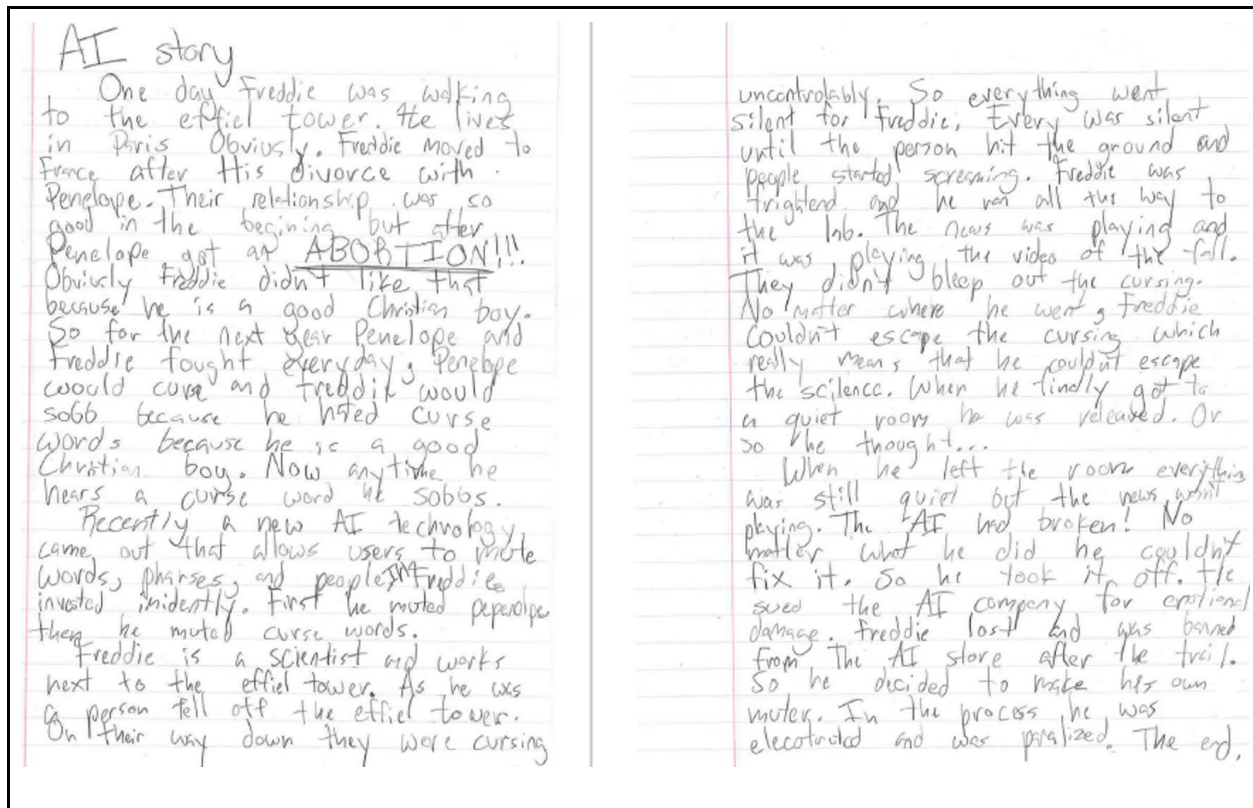 AI story
One day Freddie was walking
to the effiel tower. He lives
in Paris Obviusly. Freddie moved to
France after His divorce with
Penelope. Their relationship was so
good in the begining but after
Penelope got an ABORTION!!!
Obviusly Freddie didn't like that
because he is a good Christian boy.
So for the next year Penelope and
Freddie fought everyday, Penelope
woould curse and freddie would
sobb because he hated curse
words because he is a good
Christian boy. Now anytime he
hears a curse word he sobbs.
Recently a new AI technology
came out that allows users to mute
words, pharses, and people. Freddie
invested imidently. First he muted pepenolpe
then he muted curse words.
Freddie is a scientist and works
next to the effiel tower. As he was
a person fell off the effiel tower.
On their way down they were cursing
uncontrolably. So everything went
silent for Freddie. Every was silent
until the person hit the ground and
people started screaming. Freddie was
frightend and he ran all the way to
the lab. The news was playing and
it was playing the video of the fall.
They didn't bleep out the cursing.
No matter where he went, Freddie
Couldn't escape the cursing which
really means that he couldn't escape
the scilence. When he finally got to
a quiet room he was releaved. Or
so he thought...
When he left the room everything
was still quiet but the news wasn't
playing. The AI had broken! No
matter what he did he couldn't
fix it. So he took it off. He
sued the AI company for emotional
damage. Freddie lost and was banned
from The AI store after the trail.
So he decided to make his own
muter. In the process he was
elecotruted and was paralized. The end.